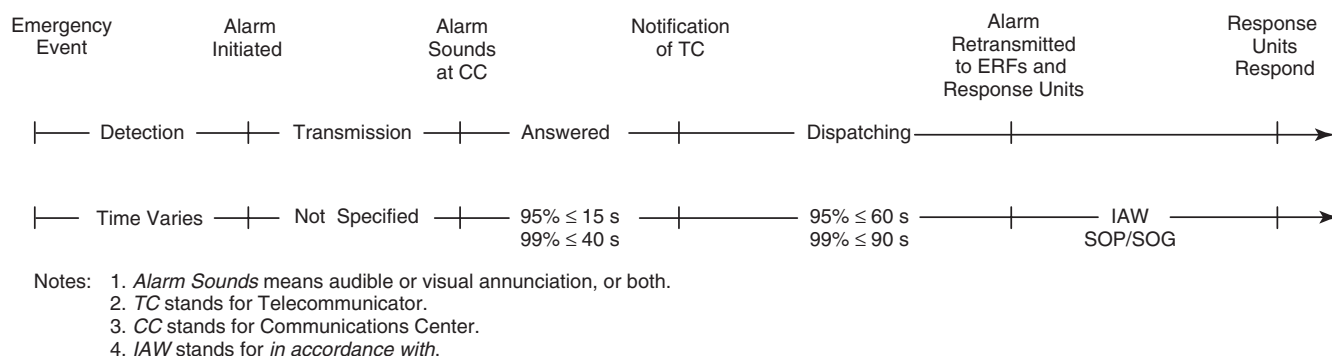 Emergency
Event
Alarm
Initiated
Alarm
Sounds
at CC
Notification
of TC
Alarm
Retransmitted
to ERFs and
Response Units
Response
Units
Respond
Detection
Transmission
Answered
Dispatching
Time Varies
Not Specified
95% ≤ 15 s
99% ≤ 40 s
95% ≤ 60 s
99% ≤ 90 s
IAW
SOP/SOG
Notes: 1. Alarm Sounds means audible or visual annunciation, or both.
2. TC stands for Telecommunicator.
3. CC stands for Communications Center.
4. IAW stands for in accordance with.